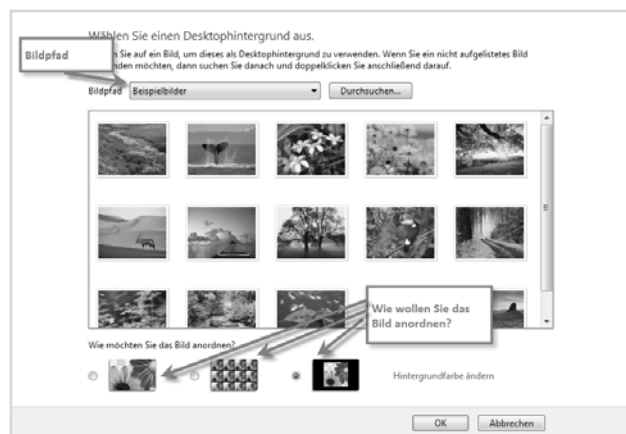 Wählen Sie einen Desktophintergrund aus.
Bildpfad
Sie auf ein Bild, um dieses als Desktophintergrund zu verwenden. Wenn Sie ein nicht aufgelistetes Bild
möchten, dann suchen Sie danach und doppelklicken Sie anschließend darauf.
Bildpfad Beispielbilder Durchsuchen...
Wie wollen Sie das
Bild anordnen?
Wie möchten Sie das Bild anordnen?
Hintergrundfarbe ändern
OK Abbrechen